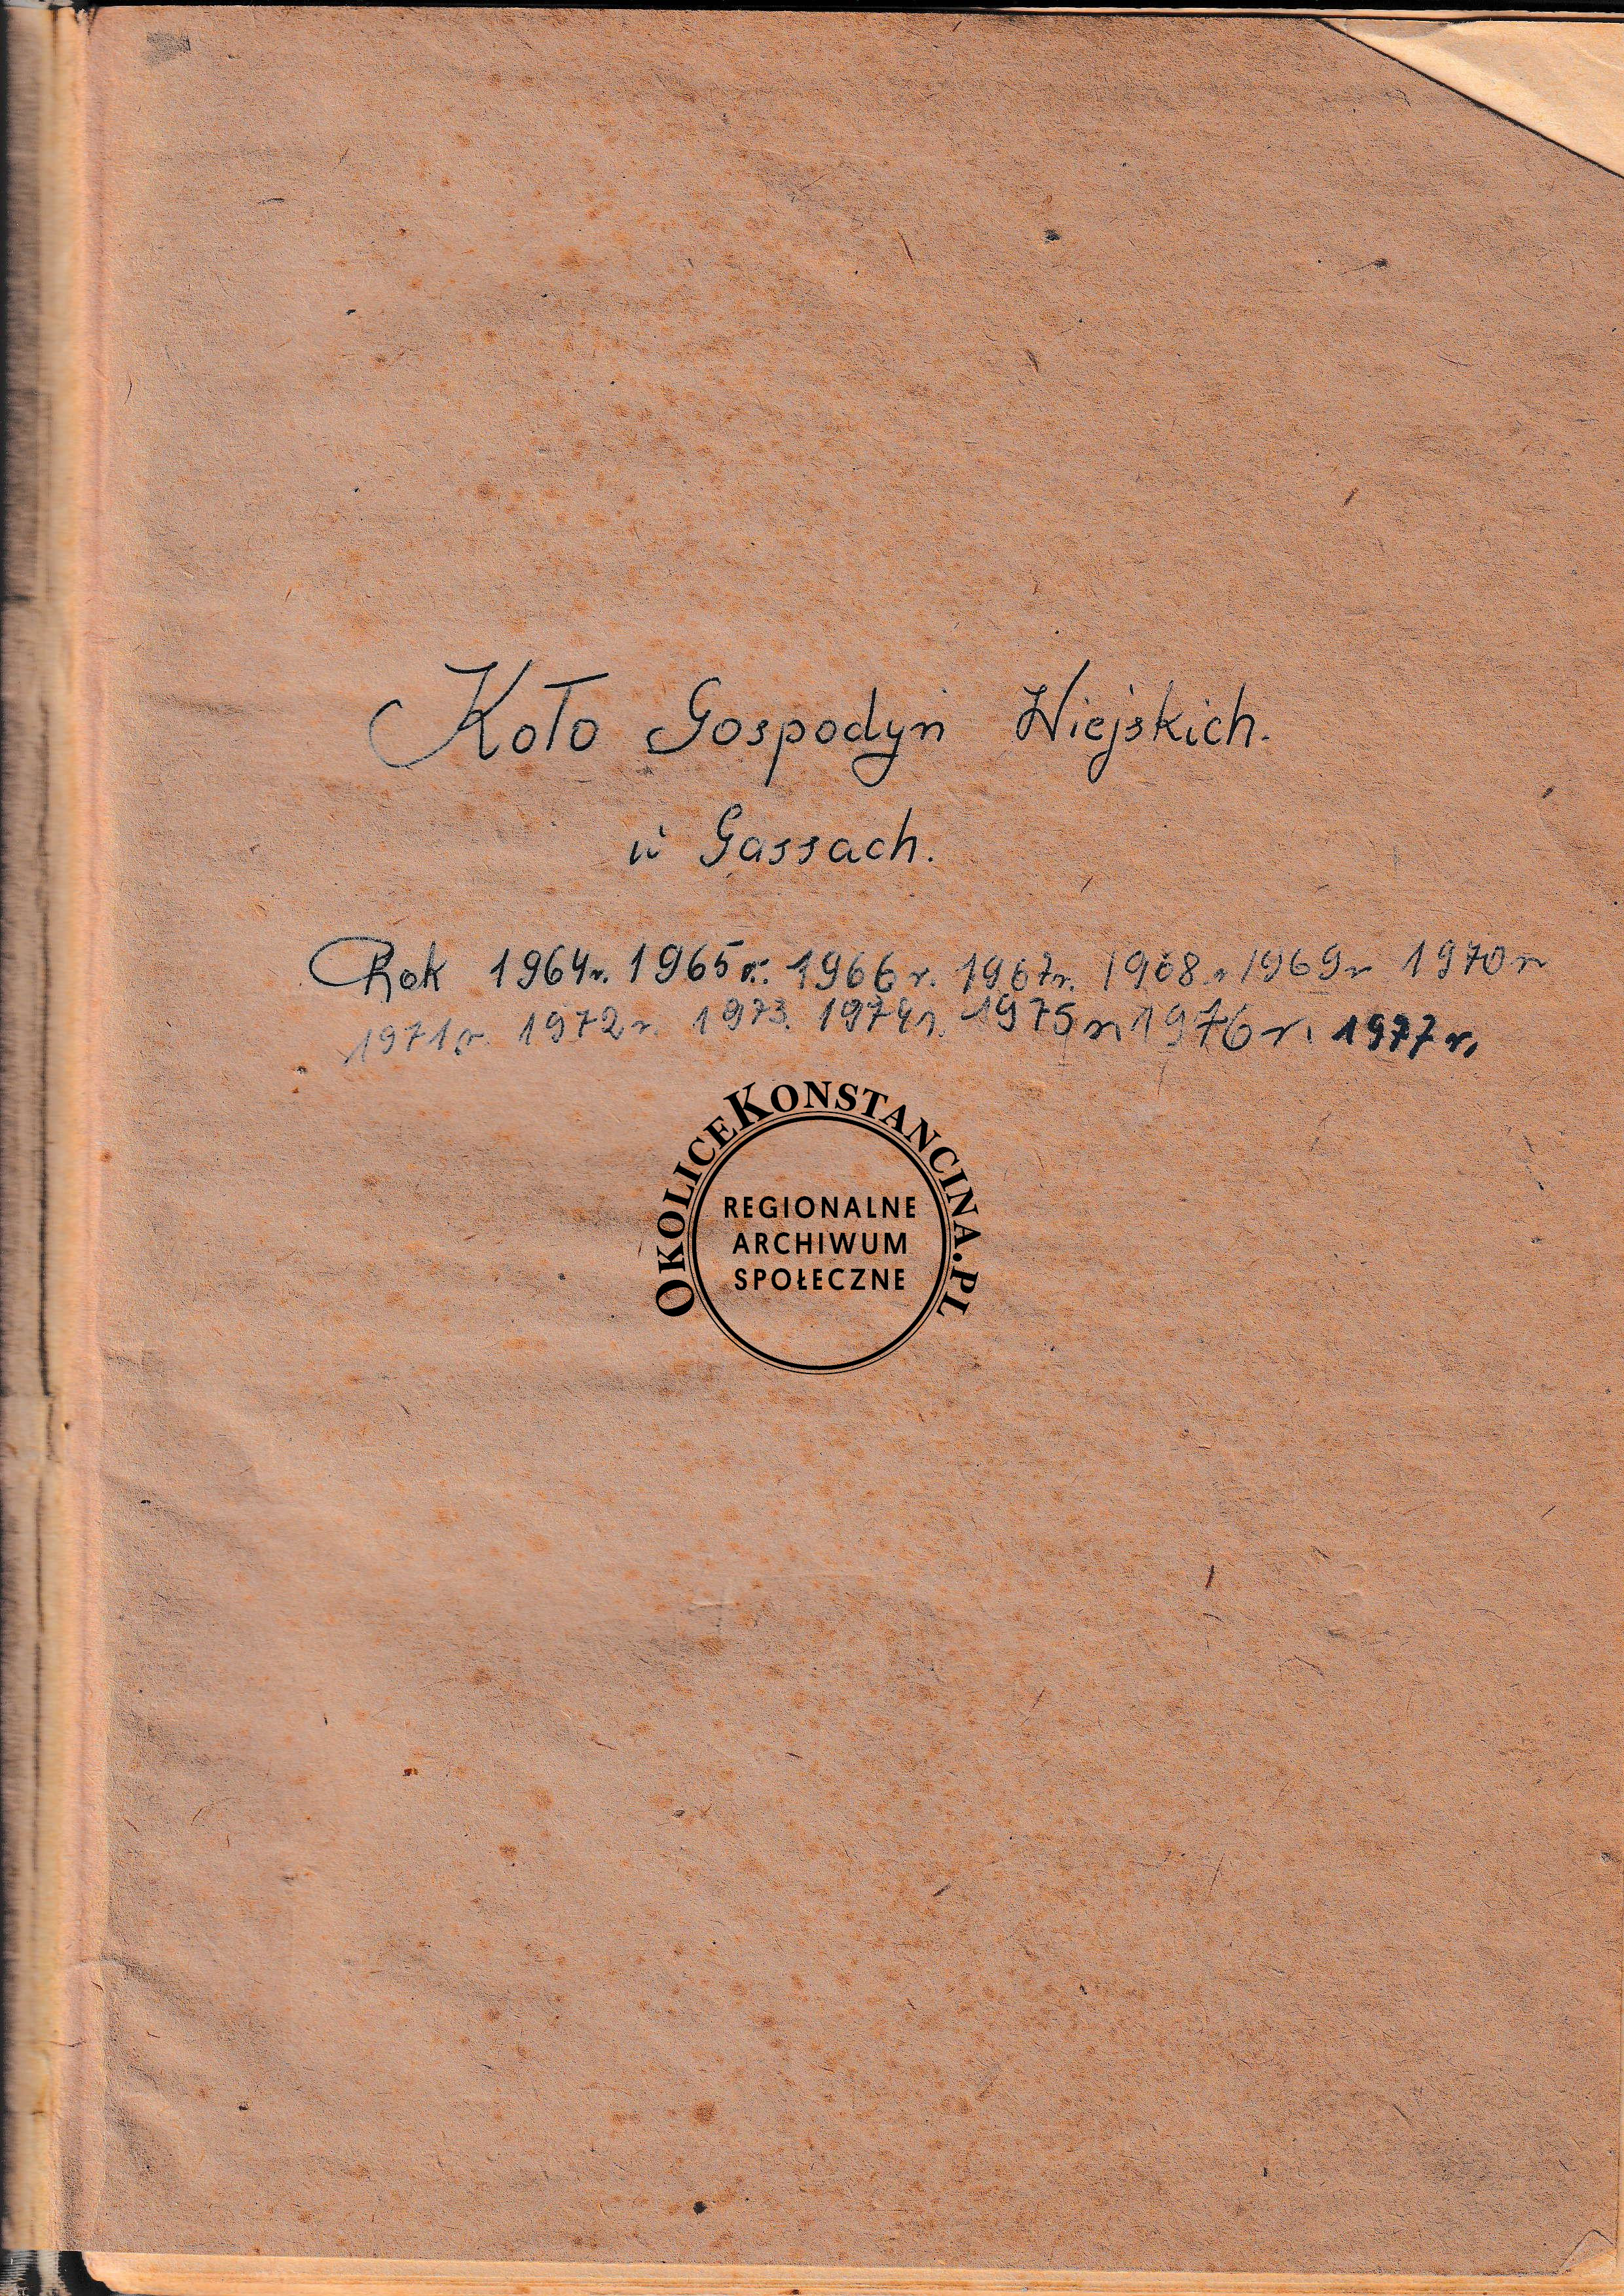 Koło Gospodyń Wiejskich.
w Gassach.
Rok 1964r. 1965r. 1966r. 1967r. 1968r 1969r 1970r
1971r. 1972r. 1973. 1974r. 1975r. 1976r. 1977r.
OKOLICEKONSTANCINA.PL
REGIONALNE
ARCHIWUM
SPOŁECZNE